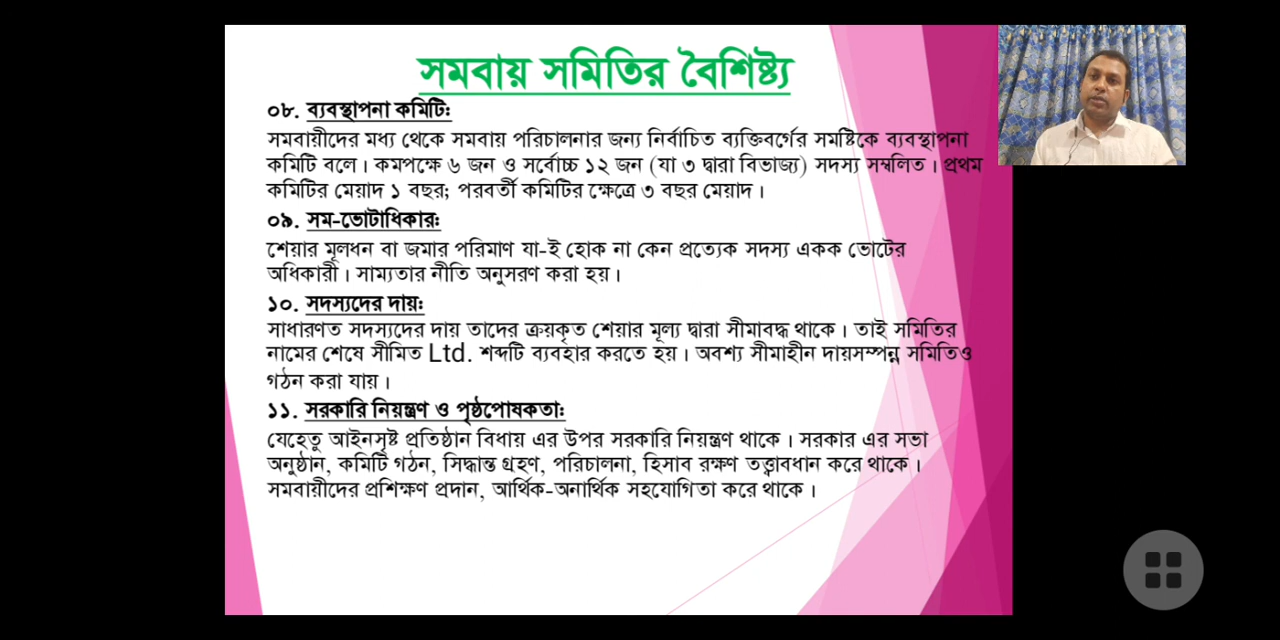 সমবায় সমিতির বৈশিষ্ট্য
০৮. ব্যবস্থাপনা কমিটিঃ
সমবায়ীদের মধ্য থেকে সমবায় পরিচালনার জন্য নির্বাচিত ব্যক্তিবর্গের সমষ্টিকে ব্যবস্থাপনা
কমিটি বলে। কমপক্ষে ৬ জন ও সর্বোচ্চ ১২ জন (যা ৩ দ্বারা বিভাজ্য) সদস্য সম্বলিত। প্রথম
কমিটির মেয়াদ ১ বছর; পরবর্তী কমিটির ক্ষেত্রে ৩ বছর মেয়াদ।
০৯. সম-ভোটাধিকারঃ
শেয়ার মূলধন বা জমার পরিমাণ যা-ই হোক না কেন প্রত্যেক সদস্য একক ভোটের
অধিকারী। সাম্যতার নীতি অনুসরণ করা হয়।
১০. সদস্যদের দায়ঃ
সাধারণত সদস্যদের দায় তাদের ক্রয়কৃত শেয়ার মূল্য দ্বারা সীমাবদ্ধ থাকে। তাই সমিতির
নামের শেষে সীমিত Ltd. শব্দটি ব্যবহার করতে হয়। অবশ্য সীমাহীন দায়সম্পন্ন সমিতিও
গঠন করা যায়।
১১. সরকারি নিয়ন্ত্রণ ও পৃষ্ঠপোষকতাঃ
যেহেতু আইনসৃষ্ট প্রতিষ্ঠান বিধায় এর উপর সরকারি নিয়ন্ত্রণ থাকে। সরকার এর সভা
অনুষ্ঠান, কমিটি গঠন, সিদ্ধান্ত গ্রহণ, পরিচালনা, হিসাব রক্ষণ তত্ত্বাবধান করে থাকে।
সমবায়ীদের প্রশিক্ষণ প্রদান, আর্থিক-অনার্থিক সহযোগিতা করে থাকে।